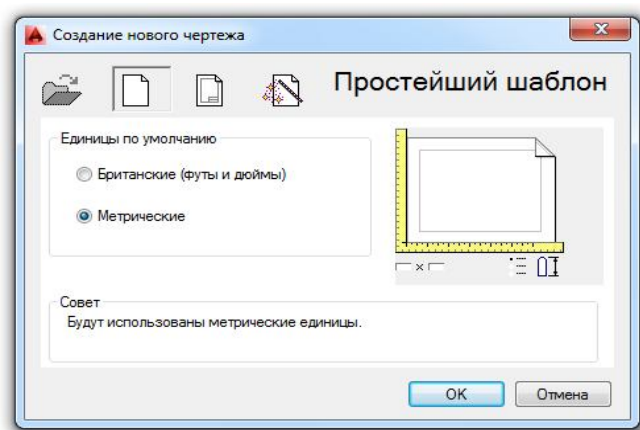 Создание нового чертежа
Простейший шаблон
Единицы по умолчанию
Британские (футы и дюймы)
Метрические
Совет
Будут использованы метрические единицы.
OK
Отмена